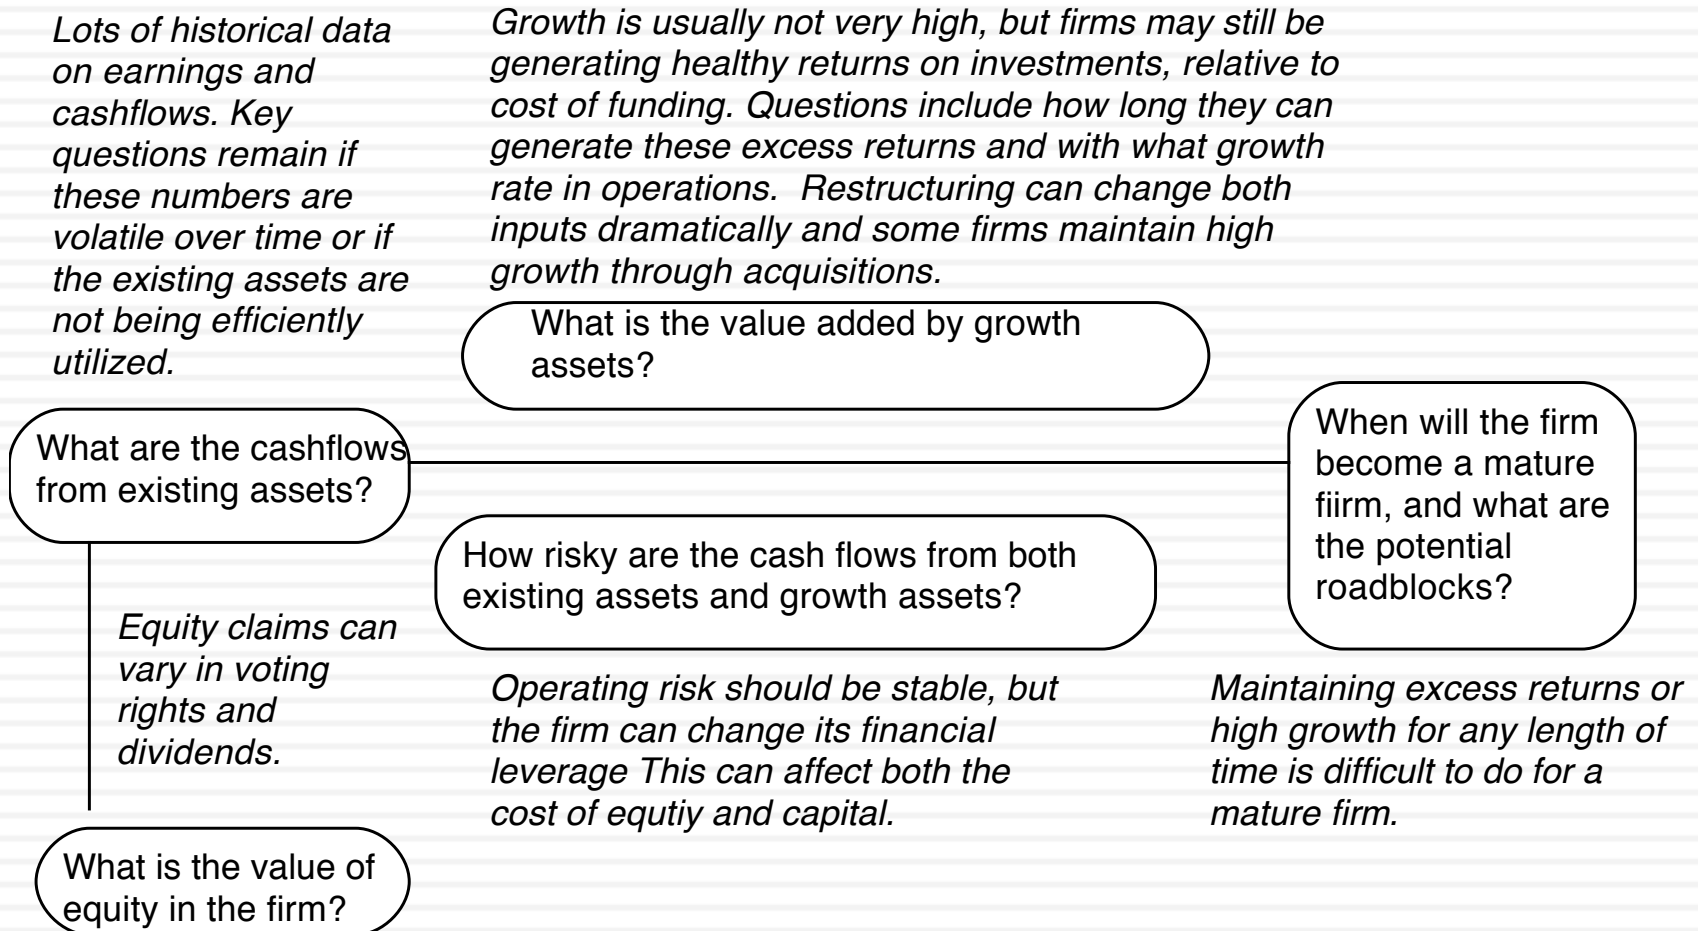 Lots of historical data
on earnings and
cashflows. Key
questions remain if
these numbers are
volatile over time or if
the existing assets are
not being efficiently
utilized.
Growth is usually not very high, but firms may still be
generating healthy returns on investments, relative to
cost of funding. Questions include how long they can
generate these excess returns and with what growth
rate in operations.  Restructuring can change both
inputs dramatically and some firms maintain high
growth through acquisitions.
What is the value added by growth
assets?
What are the cashflows
from existing assets?
When will the firm
become a mature
fiirm, and what are
the potential
roadblocks?
How risky are the cash flows from both
existing assets and growth assets?
Equity claims can
vary in voting
rights and
dividends.
Operating risk should be stable, but
the firm can change its financial
leverage This can affect both the
cost of equtiy and capital.
Maintaining excess returns or
high growth for any length of
time is difficult to do for a
mature firm.
What is the value of
equity in the firm?